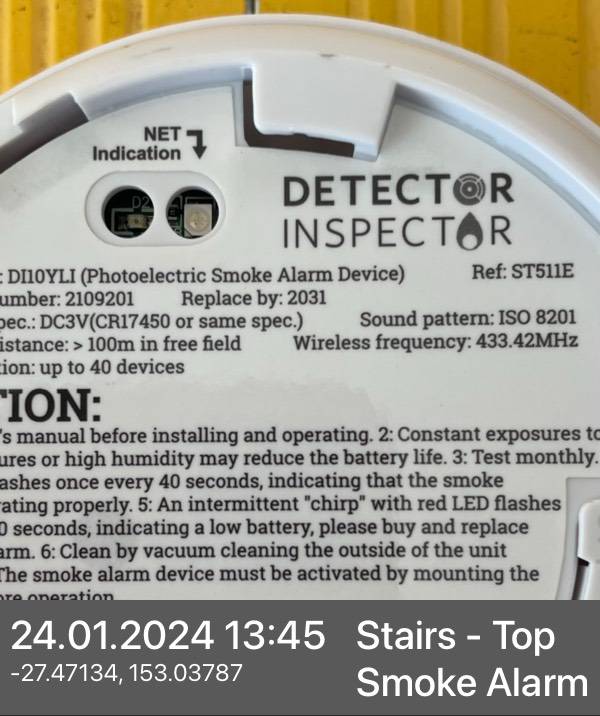 NET
Indication
DETECTOR
INSPECTOR
: DI10YLI (Photoelectric Smoke Alarm Device) Ref: ST511E
umber: 2109201 Replace by: 2031
pec.: DC3V(CR17450 or same spec.) Sound pattern: ISO 8201
istance: > 100m in free field Wireless frequency: 433.42MHz
tion: up to 40 devices
TION:
's manual before installing and operating. 2: Constant exposures to
ures or high humidity may reduce the battery life. 3: Test monthly.
ashes once every 40 seconds, indicating that the smoke
ating properly. 5: An intermittent "chirp" with red LED flashes
0 seconds, indicating a low battery, please buy and replace
arm. 6: Clean by vacuum cleaning the outside of the unit
The smoke alarm device must be activated by mounting the
ore operation
24.01.2024 13:45 Stairs - Top
-27.47134, 153.03787 Smoke Alarm